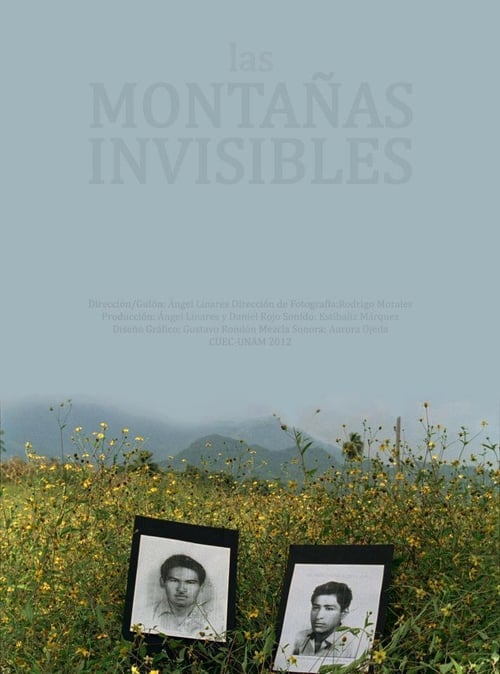 las
MONTAÑAS
INVISIBLES
Dirección/Guión: Ángel Linares Dirección de Fotografía:Rodrigo Morales
Producción: Ángel Linares y Daniel Rojo Sonido: Estíbaliz Márquez
Diseño Gráfico: Gustavo Rondón Mezcla Sonora: Aurora Ojeda
CUEC-UNAM 2012